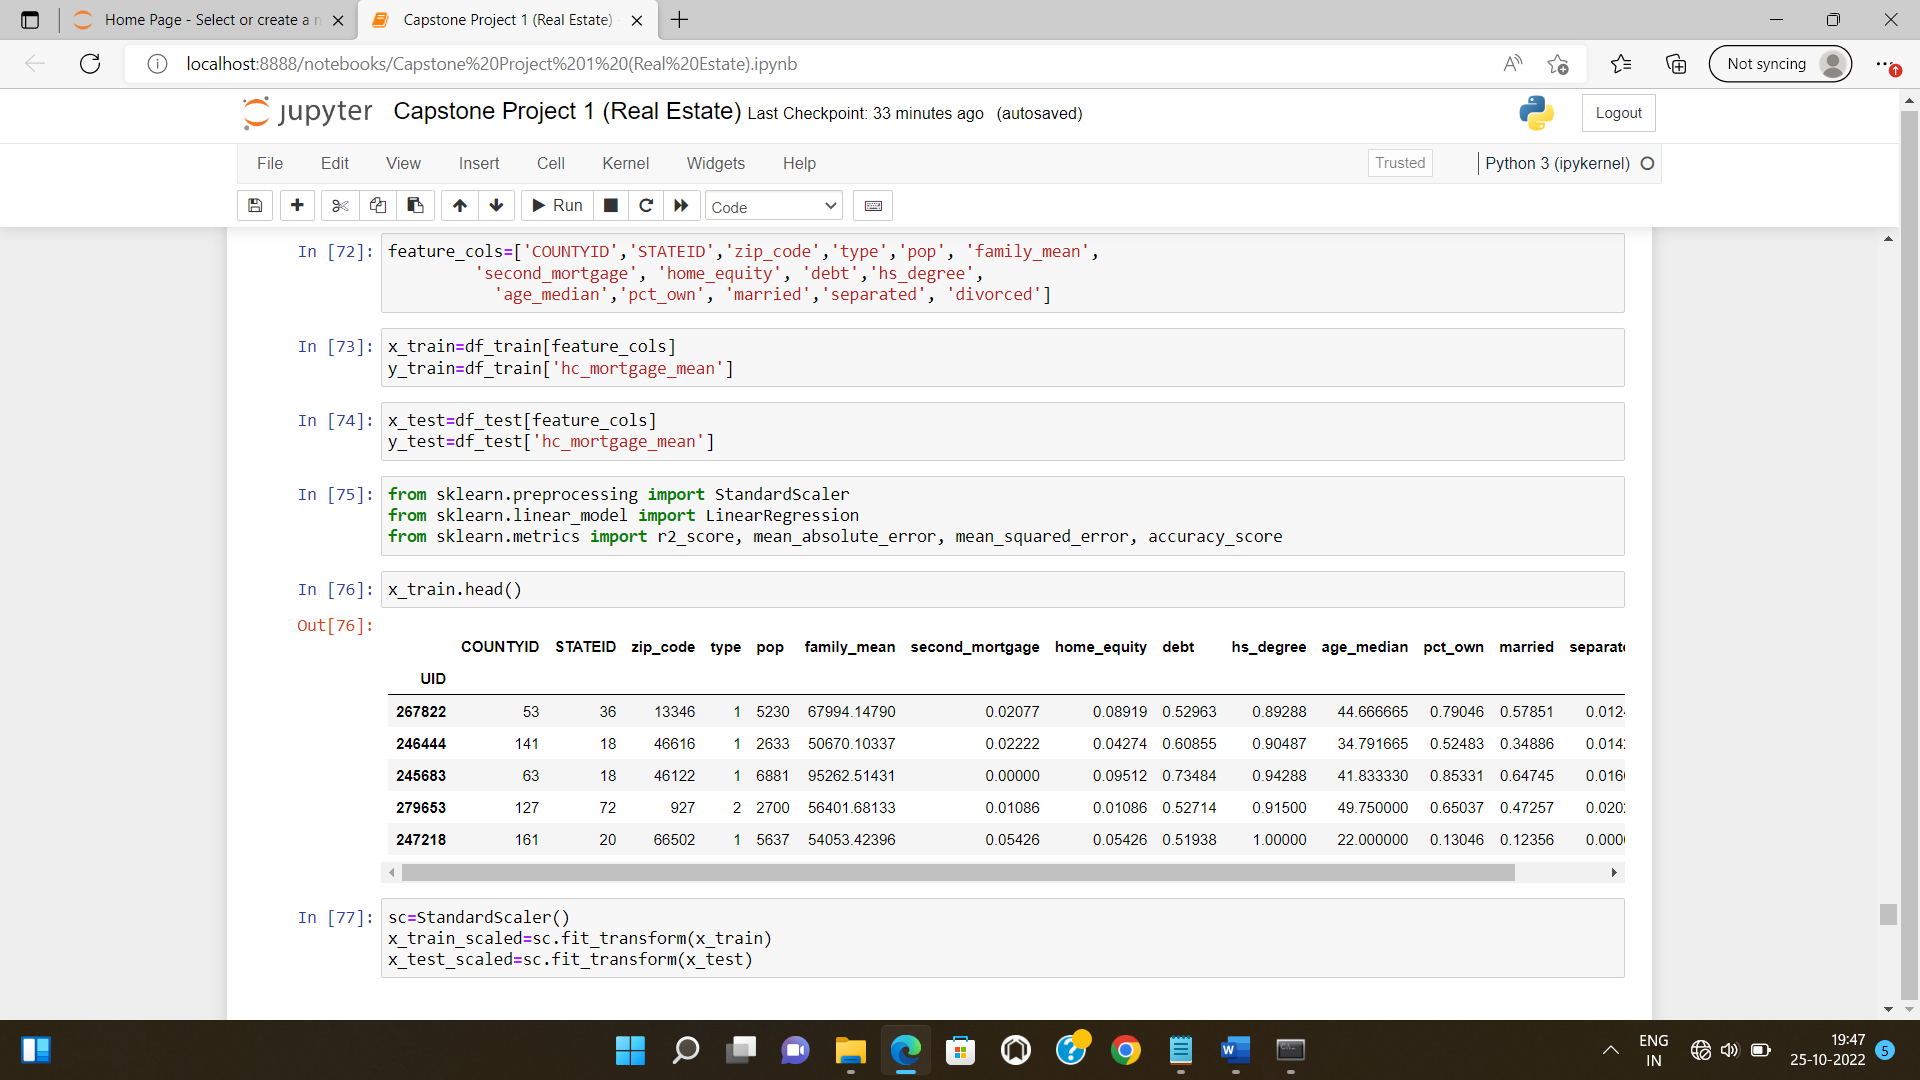 Home Page - Select or create a n
Capstone Project 1 (Real Estate)
localhost:8888/notebooks/Capstone%20Project%201%20(Real%20Estate).ipynb
Not syncing
jupyter Capstone Project 1 (Real Estate) Last Checkpoint: 33 minutes ago (autosaved)
Logout
File Edit View Insert Cell Kernel Widgets Help
Trusted
Python 3 (ipykernel)
Run
Code
In [72]: feature_cols=['COUNTYID','STATEID','zip_code','type','pop', 'family_mean',
'second_mortgage', 'home_equity', 'debt','hs_degree',
'age_median','pct_own', 'married','separated', 'divorced']
In [73]: x_train=df_train[feature_cols]
y_train=df_train['hc_mortgage_mean']
In [74]: x_test=df_test[feature_cols]
y_test=df_test['hc_mortgage_mean']
In [75]: from sklearn.preprocessing import StandardScaler
from sklearn.linear_model import LinearRegression
from sklearn.metrics import r2_score, mean_absolute_error, mean_squared_error, accuracy_score
In [76]: x_train.head()
Out[76]:
COUNTYID STATEID zip_code type pop family_mean second_mortgage home_equity debt hs_degree age_median pct_own married separate
UID
267822 53 36 13346 1 5230 67994.14790 0.02077 0.08919 0.52963 0.89288 44.666665 0.79046 0.57851 0.012
246444 141 18 46616 1 2633 50670.10337 0.02222 0.04274 0.60855 0.90487 34.791665 0.52483 0.34886 0.014
245683 63 18 46122 1 6881 95262.51431 0.00000 0.09512 0.73484 0.94288 41.833330 0.85331 0.64745 0.016
279653 127 72 927 2 2700 56401.68133 0.01086 0.01086 0.52714 0.91500 49.750000 0.65037 0.47257 0.020
247218 161 20 66502 1 5637 54053.42396 0.05426 0.05426 0.51938 1.00000 22.000000 0.13046 0.12356 0.000
In [77]: sc=StandardScaler()
x_train_scaled=sc.fit_transform(x_train)
x_test_scaled=sc.fit_transform(x_test)
ENG
IN
19:47
25-10-2022
5